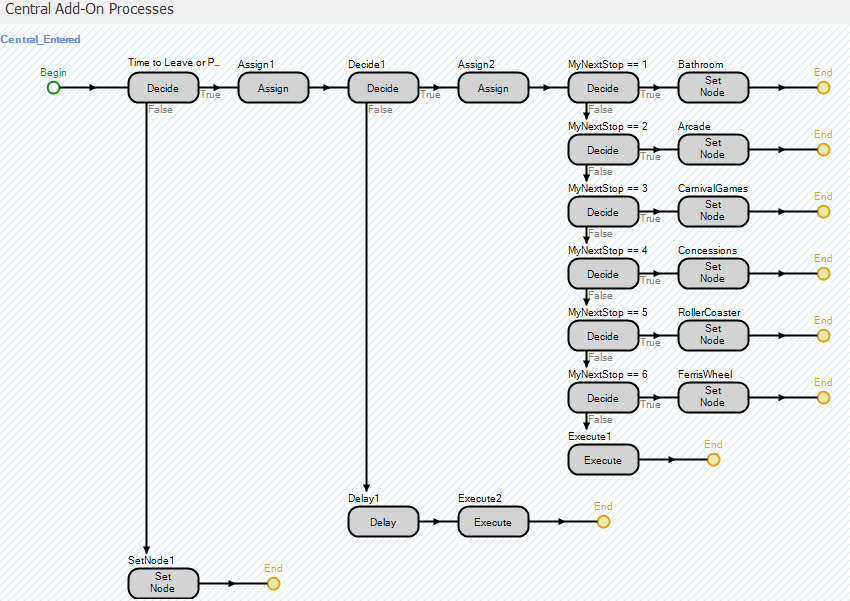 Central Add-On Processes
Central_Entered
Begin
Time to Leave or P...
Decide
True
False
Assign1
Assign
Decide1
Decide
True
False
Assign2
Assign
MyNextStop == 1
Decide
True
False
Bathroom
Set
Node
End
MyNextStop == 2
Decide
True
False
Arcade
Set
Node
End
MyNextStop == 3
Decide
True
False
CarnivalGames
Set
Node
End
MyNextStop == 4
Decide
True
False
Concessions
Set
Node
End
MyNextStop == 5
Decide
True
False
RollerCoaster
Set
Node
End
MyNextStop == 6
Decide
True
False
FerrisWheel
Set
Node
End
Execute1
Execute
End
Delay1
Delay
Execute2
Execute
End
SetNode1
Set
Node
End